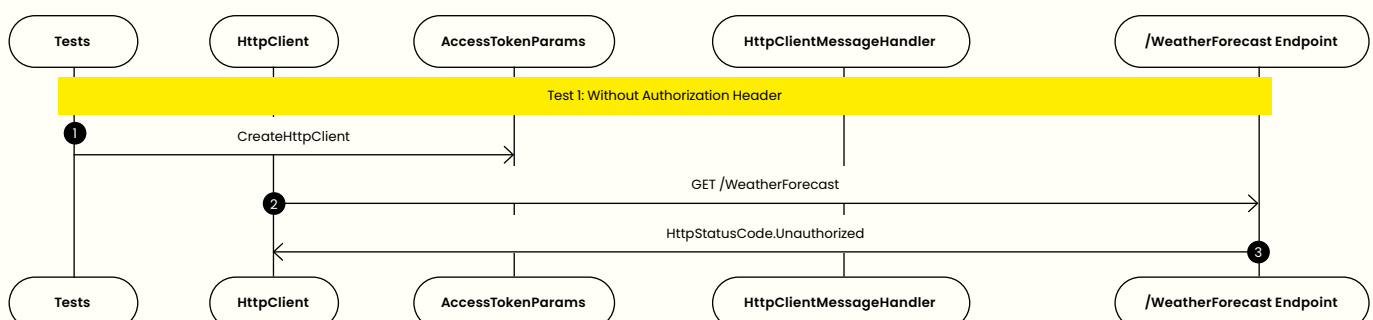 Tests
HttpClient
AccessTokenParams
HttpClientMessageHandler
/WeatherForecast Endpoint
Test 1: Without Authorization Header
1
CreateHttpClient
GET /WeatherForecast
2
HttpStatusCode.Unauthorized
3
Tests
HttpClient
AccessTokenParams
HttpClientMessageHandler
/WeatherForecast Endpoint